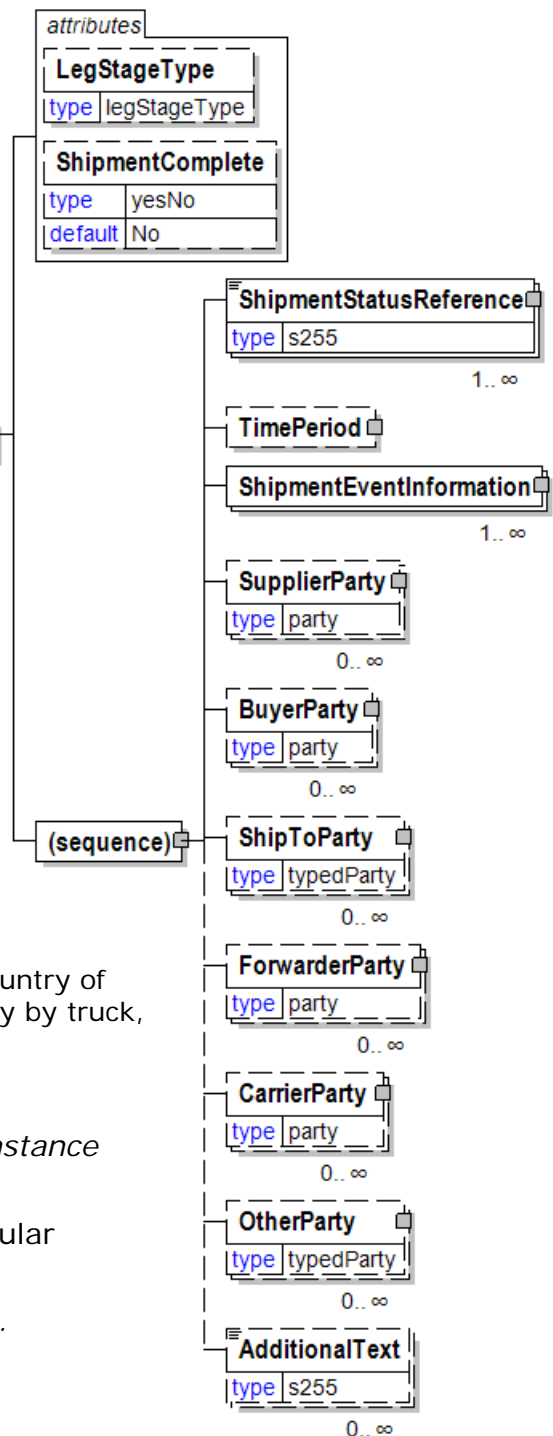 attributes
LegStageType
type legStageType
ShipmentComplete
type yesNo
default No
ShipmentStatusReference
type s255
1.. ∞
TimePeriod
ShipmentEventInformation
1.. ∞
SupplierParty
type party
0.. ∞
BuyerParty
type party
0.. ∞
(sequence)
ShipToParty
type typedParty
0.. ∞
ForwarderParty
type party
0.. ∞
CarrierParty
type party
0.. ∞
OtherParty
type typedParty
0.. ∞
AdditionalText
type s255
0.. ∞
untry of
y by truck,
nstance
ular
.